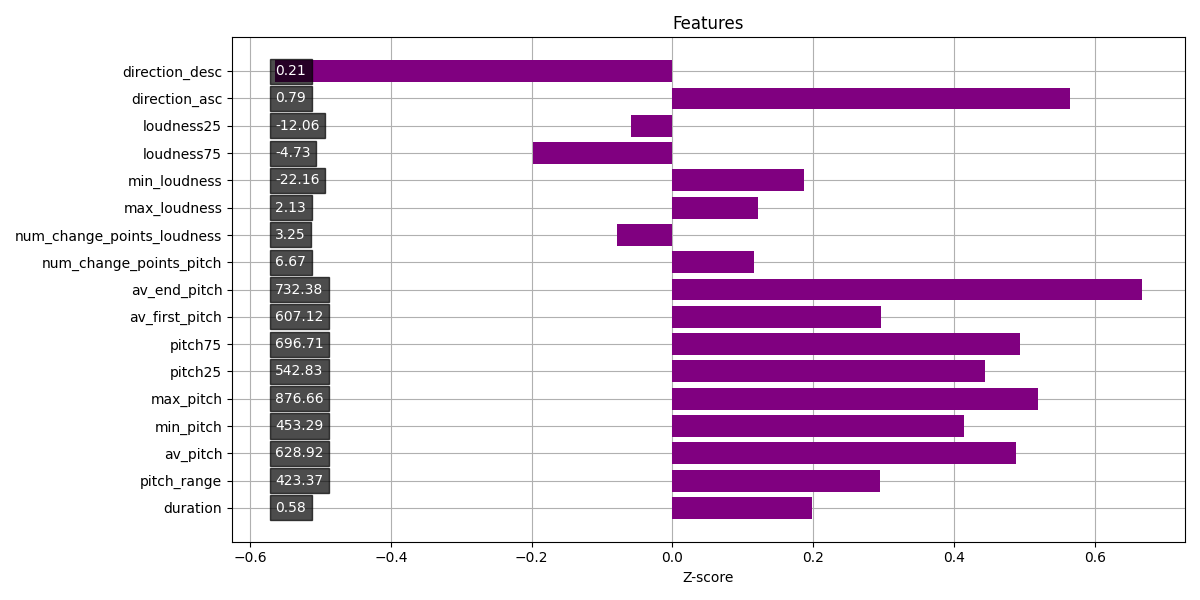 Features
direction_desc 0.21
direction_asc 0.79
loudness25 -12.06
loudness75 -4.73
min_loudness -22.16
max_loudness 2.13
num_change_points_loudness 3.25
num_change_points_pitch 6.67
av_end_pitch 732.38
av_first_pitch 607.12
pitch75 696.71
pitch25 542.83
max_pitch 876.66
min_pitch 453.29
av_pitch 628.92
pitch_range 423.37
duration 0.58
−0.6 −0.4 −0.2 0.0 0.2 0.4 0.6
Z-score